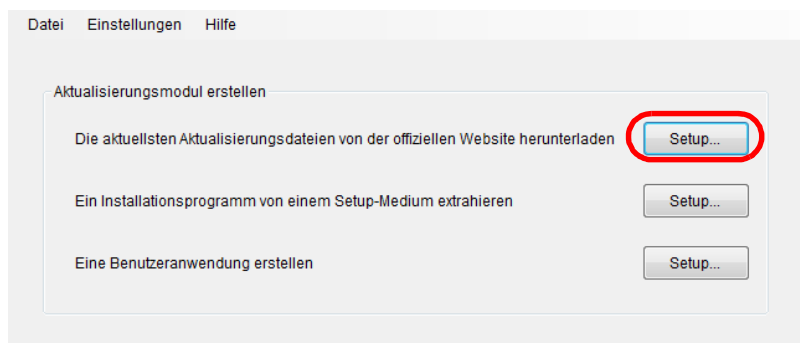 Datei Einstellungen Hilfe
Aktualisierungsmodul erstellen
Die aktuellsten Aktualisierungsdateien von der offiziellen Website herunterladen Setup...
Ein Installationsprogramm von einem Setup-Medium extrahieren Setup...
Eine Benutzeranwendung erstellen Setup...